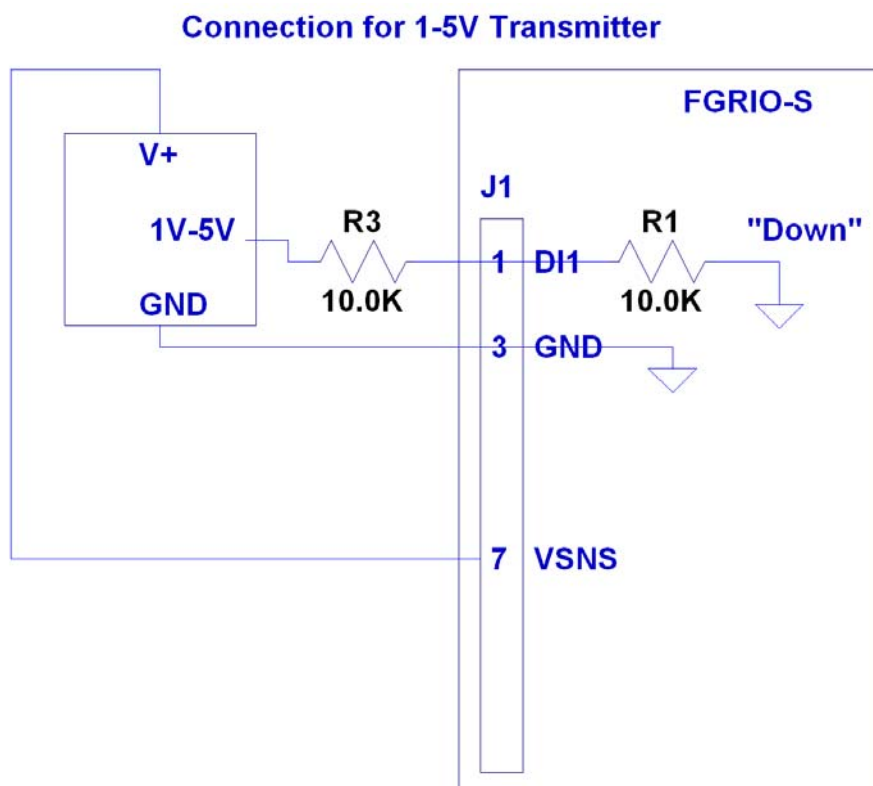 Connection for 1-5V Transmitter
FGRIO-S
V+
J1
1V-5V
R3
R1
"Down"
1
DI1
10.0K
10.0K
GND
3
GND
7
VSNS